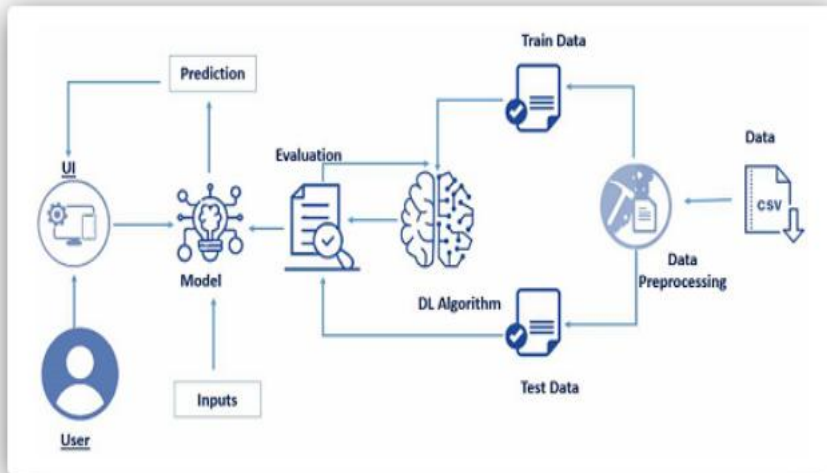 Train Data
Prediction
Data
Evaluation
UI
CSV
Model
Data
Preprocessing
DL Algorithm
Inputs
Test Data
User